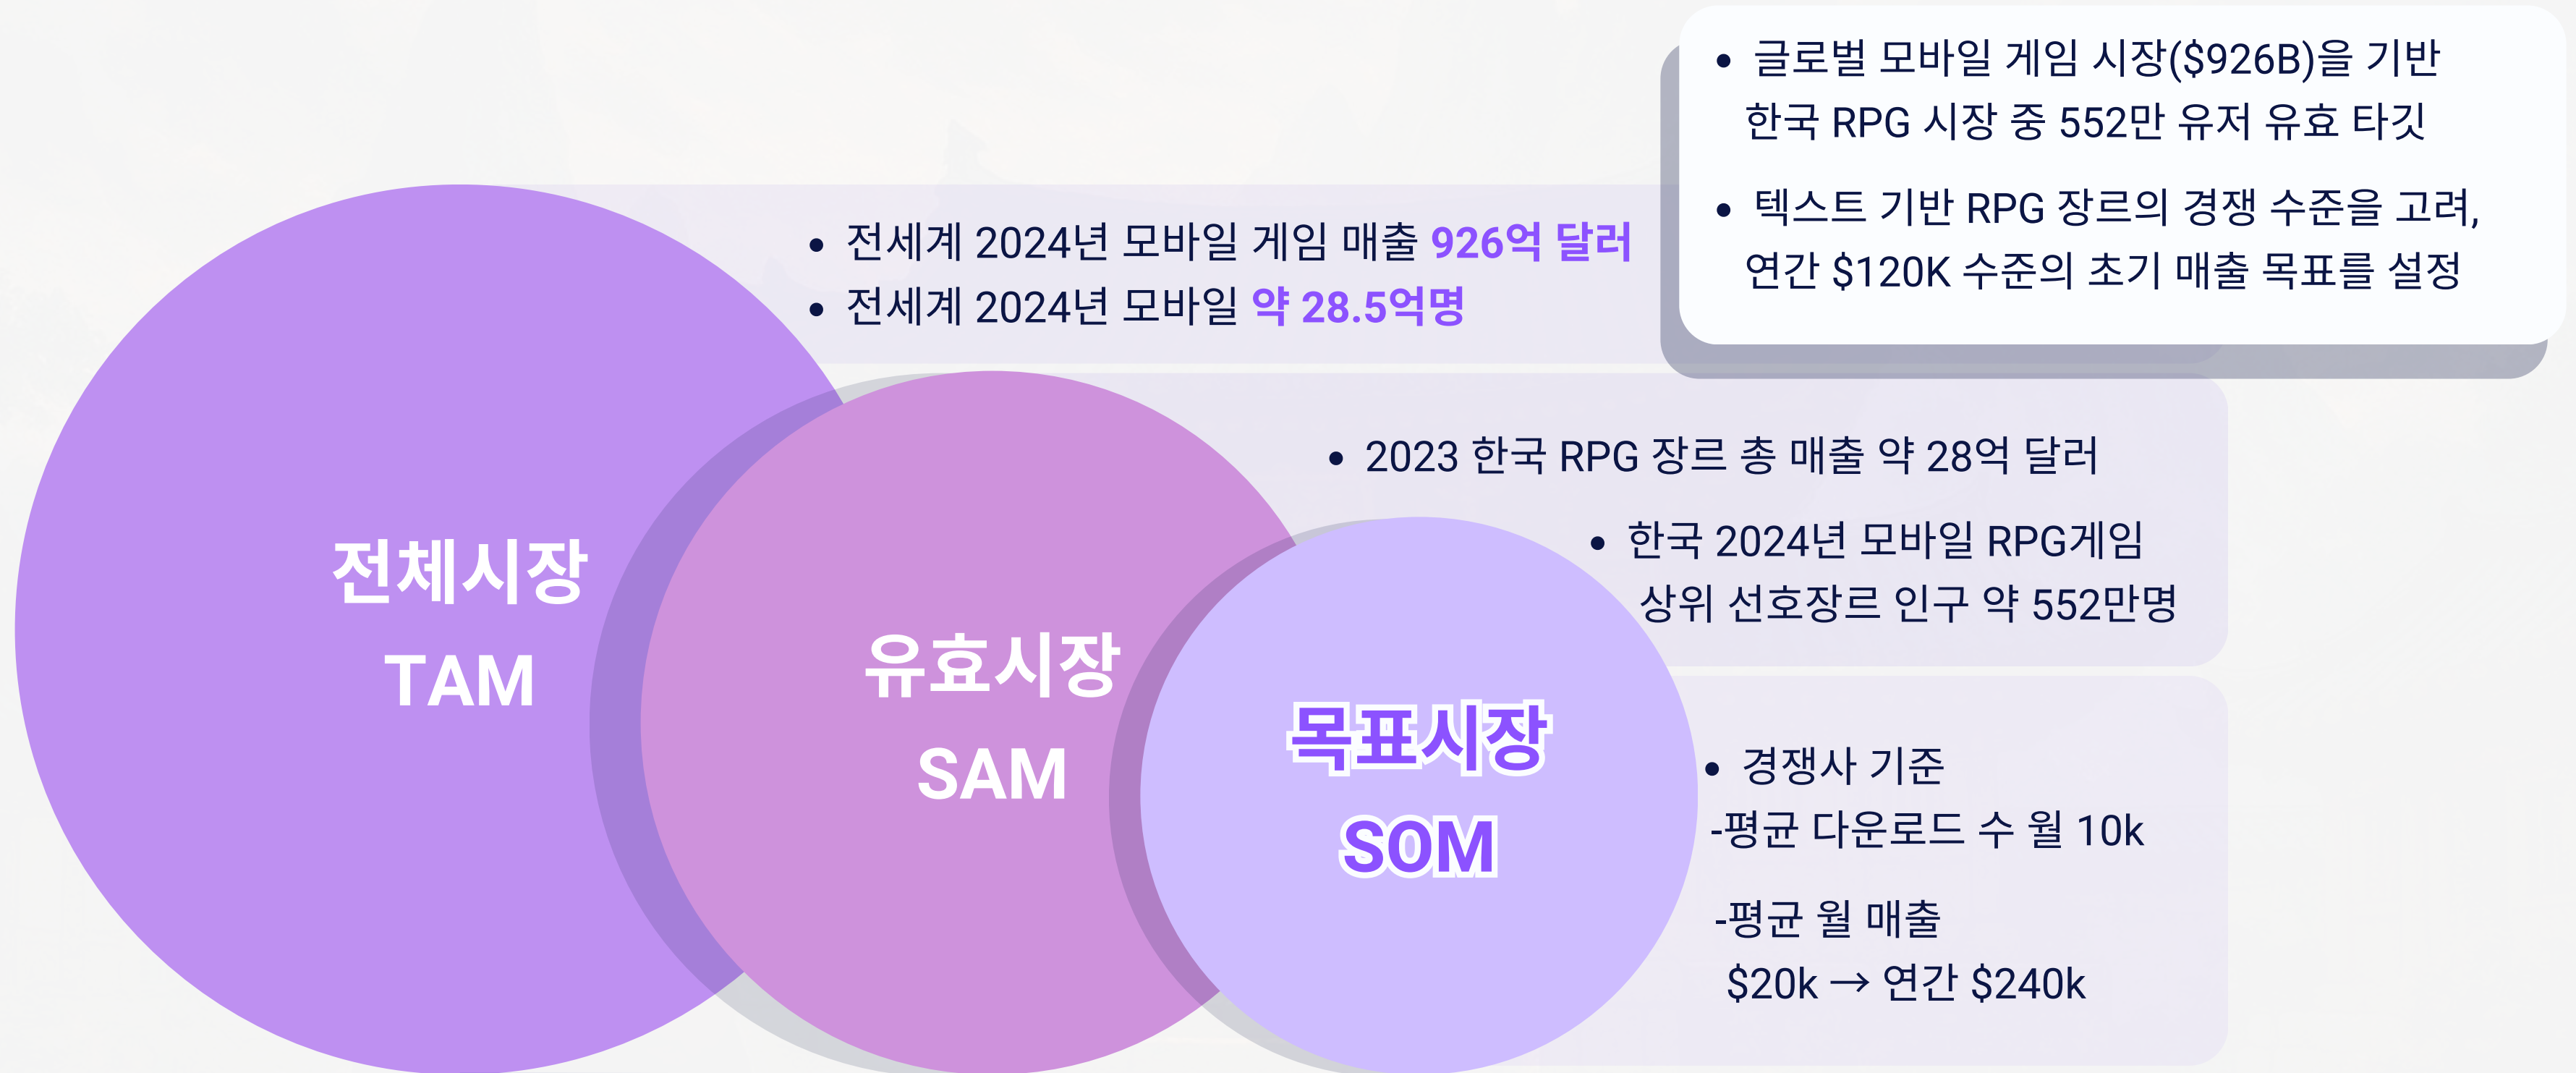 • 글로벌 모바일 게임 시장($926B)을 기반
한국 RPG 시장 중 552만 유저 유효 타깃
• 텍스트 기반 RPG 장르의 경쟁 수준을 고려,
연간 $120K 수준의 초기 매출 목표를 설정
• 전세계 2024년 모바일 게임 매출 926억 달러
• 전세계 2024년 모바일 약 28.5억명
전체시장
TAM
• 2023 한국 RPG 장르 총 매출 약 28억 달러
• 한국 2024년 모바일 RPG게임
상위 선호장르 인구 약 552만명
유효시장
SAM
목표시장
SOM
• 경쟁사 기준
-평균 다운로드 수 월 10k
-평균 월 매출
$20k → 연간 $240k